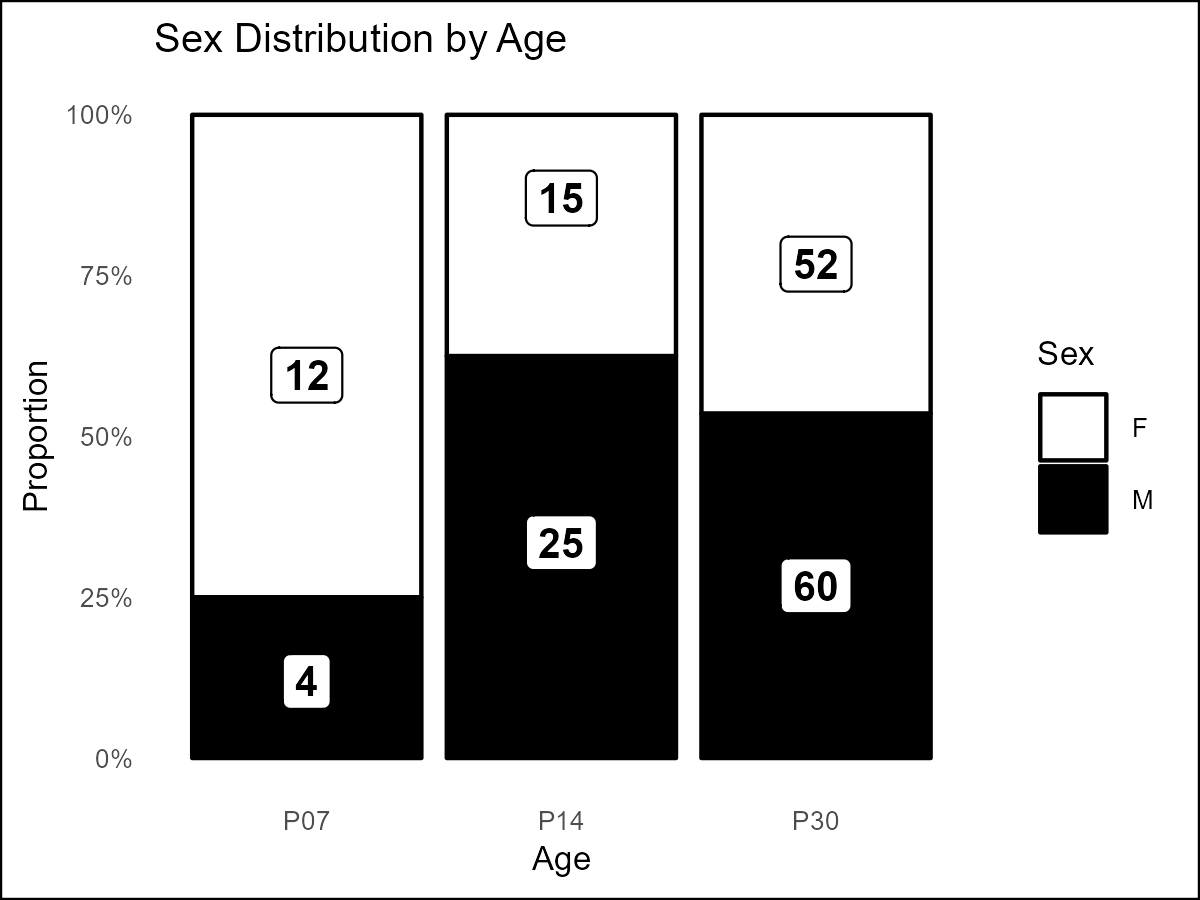 Sex Distribution by Age
100%
75%
50%
25%
0%
Proportion
12
4
15
25
52
60
P07
P14
P30
Age
Sex
F
M